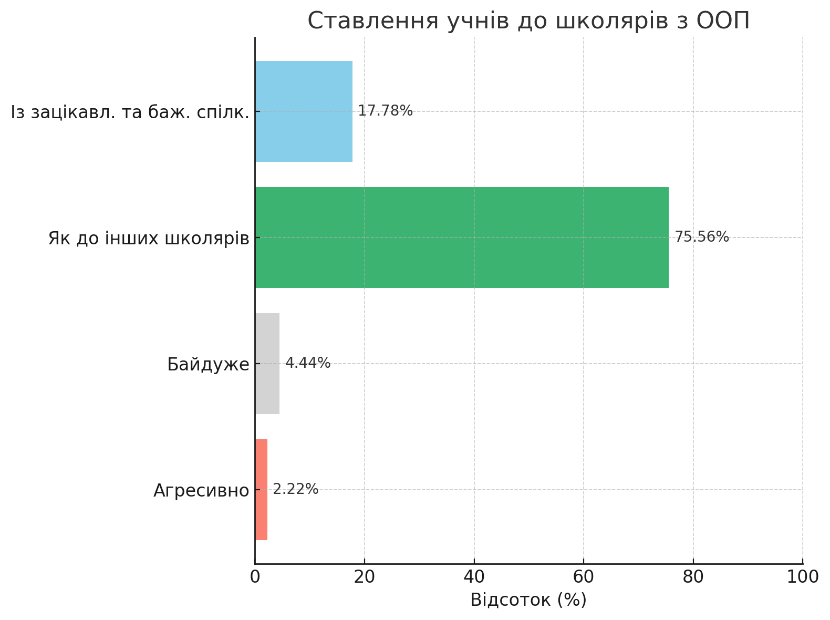 Ставлення учнів до школярів з ООП
Із зацікавл. та баж. спілк.
17.78%
Як до інших школярів
75.56%
Байдуже
4.44%
Агресивно
2.22%
0 20 40 60 80 100
Відсоток (%)